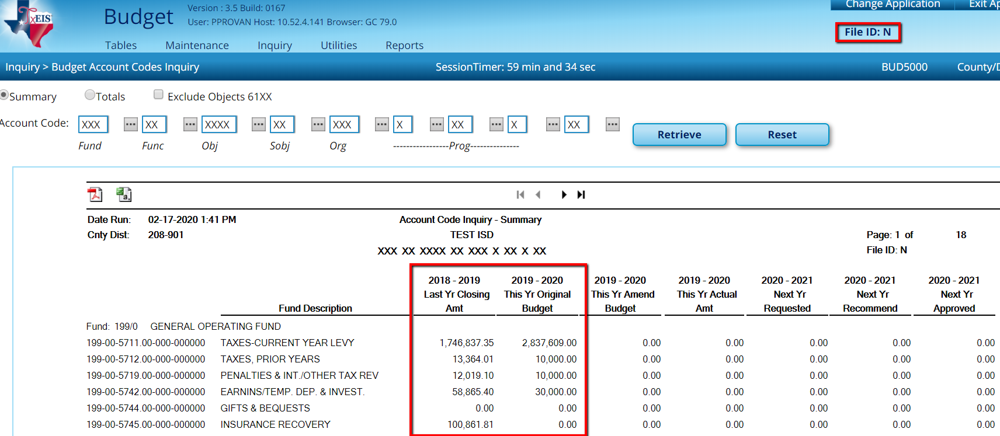 TxEIS
Budget
Version : 3.5 Build: 0167
User: PPROVAN Host: 10.52.4.141 Browser: GC 79.0
Change Application Exit Ap
File ID: N
Tables Maintenance Inquiry Utilities Reports
Inquiry > Budget Account Codes Inquiry SessionTimer: 59 min and 34 sec BUD5000 County/D
Summary Totals Exclude Objects 61XX
Account Code: XXX ... XX ... XXXX ... XX ... XXX ... X ... XX ... X ... XX ... Retrieve Reset
Fund Func Obj Sobj Org -----------------Prog---------------
Date Run: 02-17-2020 1:41 PM Account Code Inquiry - Summary
Cnty Dist: 208-901 TEST ISD Page: 1 of 18
XXX XX XXXX XX XXX X XX X XX File ID: N
2018 - 2019 2019 - 2020 2019 - 2020 2019 - 2020 2020 - 2021 2020 - 2021 2020 - 2021
Last Yr Closing This Yr Original This Yr Amend This Yr Actual Next Yr Next Yr Next Yr
Fund Description Amt Budget Budget Amt Requested Recommend Approved
Fund: 199/0 GENERAL OPERATING FUND
199-00-5711.00-000-000000 TAXES-CURRENT YEAR LEVY 1,746,837.35 2,837,609.00 0.00 0.00 0.00 0.00 0.00
199-00-5712.00-000-000000 TAXES, PRIOR YEARS 13,364.01 10,000.00 0.00 0.00 0.00 0.00 0.00
199-00-5719.00-000-000000 PENALTIES & INT./OTHER TAX REV 12,019.10 10,000.00 0.00 0.00 0.00 0.00 0.00
199-00-5742.00-000-000000 EARNINS/TEMP. DEP. & INVEST. 58,865.40 30,000.00 0.00 0.00 0.00 0.00 0.00
199-00-5744.00-000-000000 GIFTS & BEQUESTS 0.00 0.00 0.00 0.00 0.00 0.00 0.00
199-00-5745.00-000-000000 INSURANCE RECOVERY 100,861.81 0.00 0.00 0.00 0.00 0.00 0.00